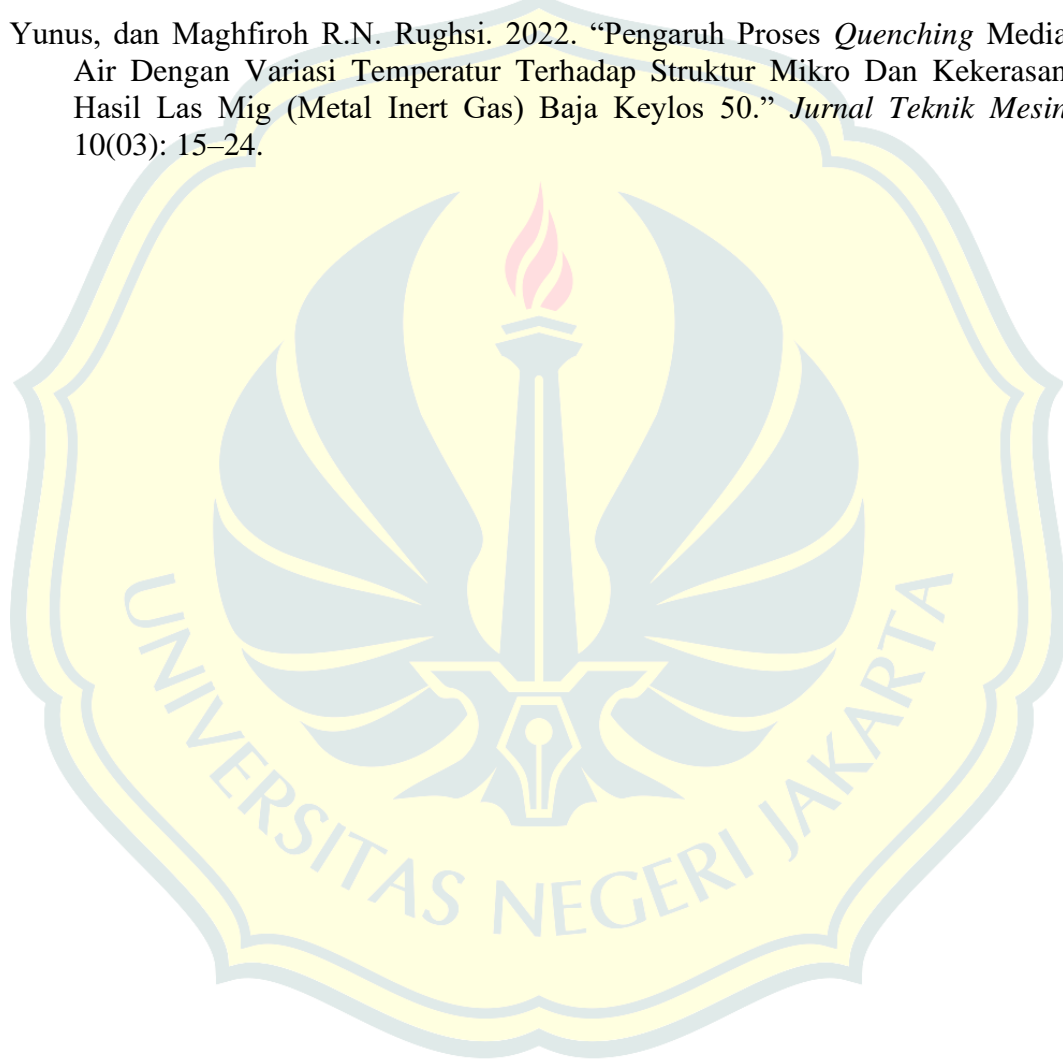 Yunus, dan Maghfiroh R.N. Rughsi. 2022. “Pengaruh Proses Quenching Media
Air Dengan Variasi Temperatur Terhadap Struktur Mikro Dan Kekerasan
Hasil Las Mig (Metal Inert Gas) Baja Keylos 50.” Jurnal Teknik Mesin
10(03): 15–24.
UNIVERSITAS NEGERI JAKARTA